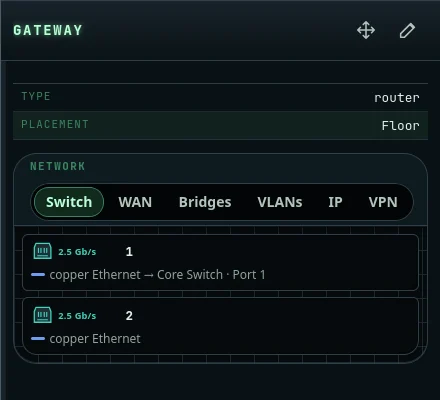 GATEWAY
TYPE router
PLACEMENT Floor
NETWORK
Switch WAN Bridges VLANs IP VPN
2.5 Gb/s 1
copper Ethernet → Core Switch · Port 1
2.5 Gb/s 2
copper Ethernet